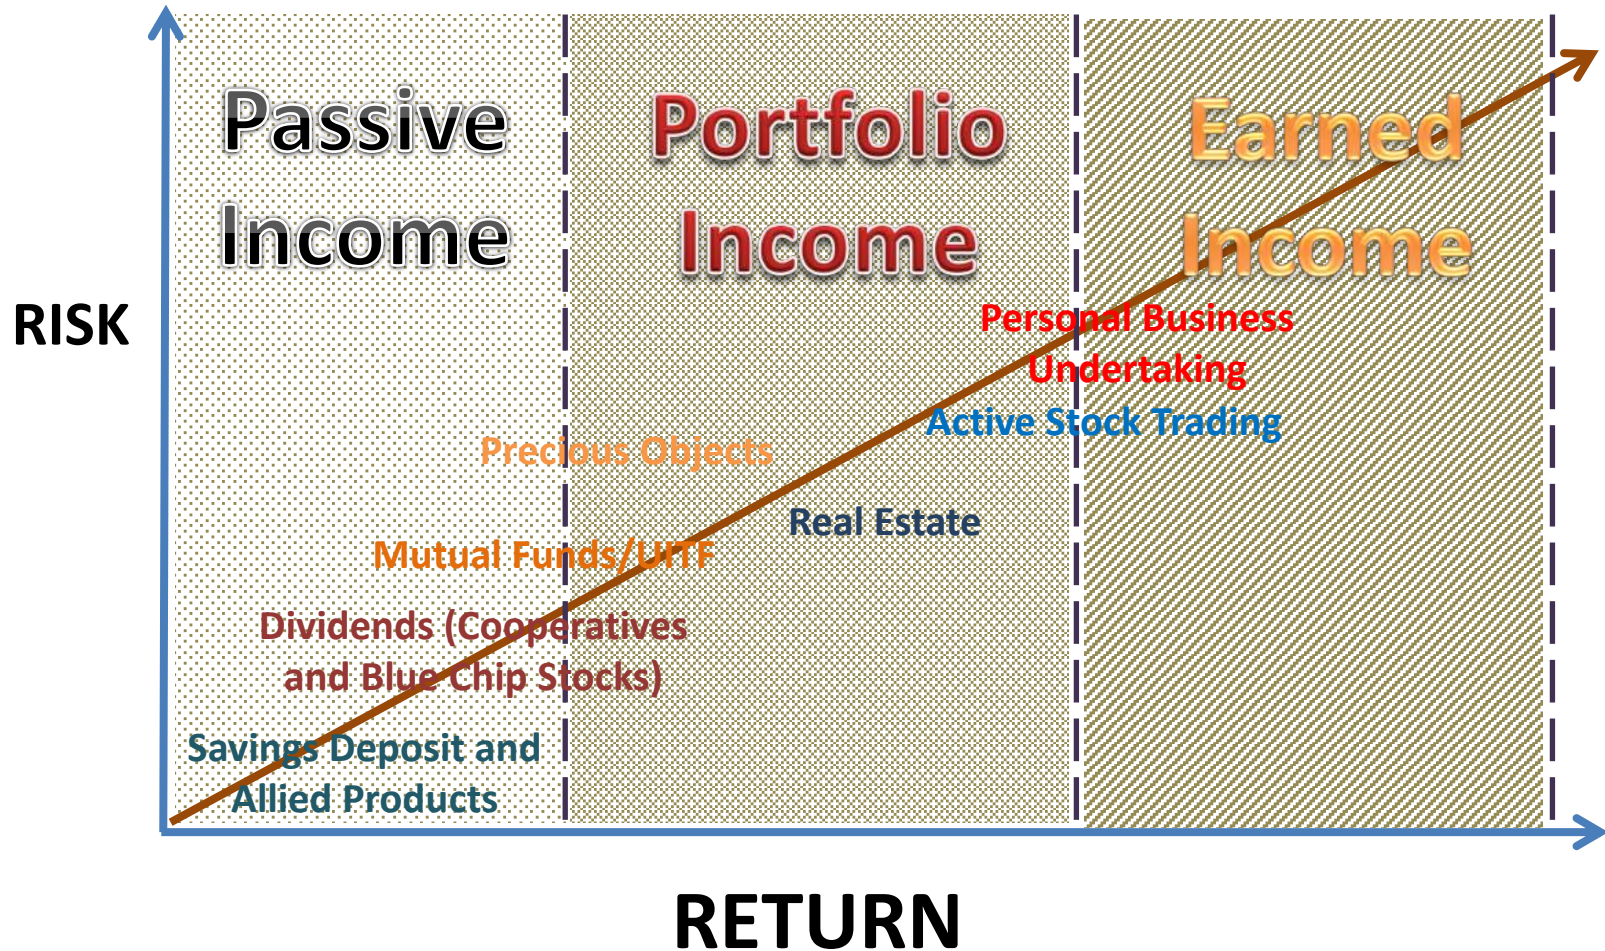 Passive
Income
Portfolio
Income
Earned
Income
RISK
Personal Business
Undertaking
Active Stock Trading
Precious Objects
Real Estate
Mutual Funds/UITF
Dividends (Cooperatives
and Blue Chip Stocks)
Savings Deposit and
Allied Products
RETURN